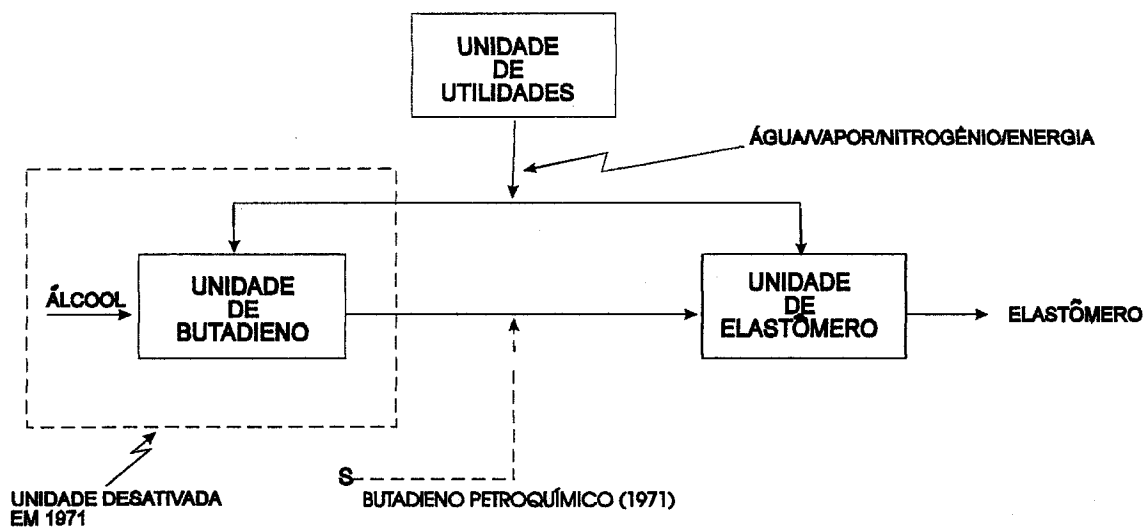 UNIDADE
DE
UTILIDADES
ÁGUA/VAPOR/NITROGÊNIO/ENERGIA
ÁLCOOL
UNIDADE
DE
BUTADIENO
UNIDADE
DE
ELASTÔMERO
ELASTÕMERO
S
BUTADIENO PETROQUÍMICO (1971)
UNIDADE DESATIVADA
EM 1971